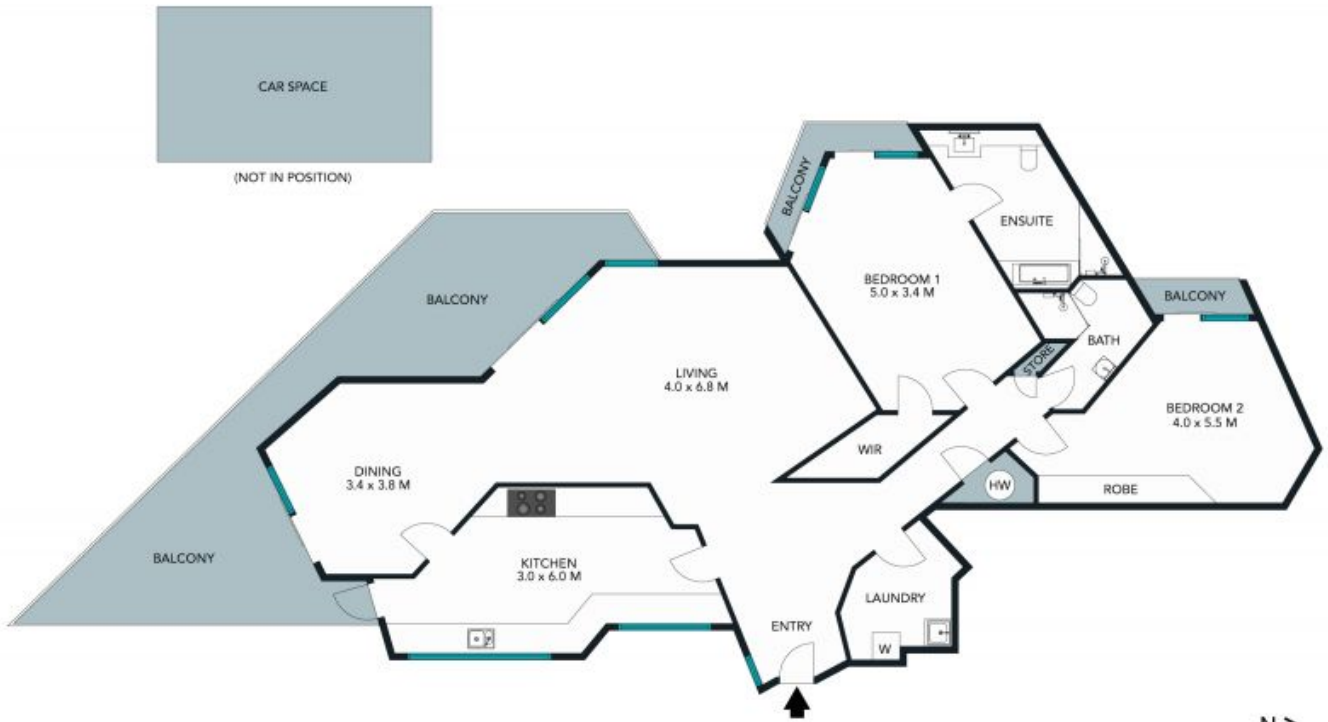 CAR SPACE
(NOT IN POSITION)
BALCONY
ENSUITE
BEDROOM 1
5.0 x 3.4 M
BALCONY
BALCONY
BATH
STORE
LIVING
4.0 x 6.8 M
BEDROOM 2
4.0 x 5.5 M
WIR
DINING
3.4 x 3.8 M
HW
ROBE
BALCONY
KITCHEN
3.0 x 6.0 M
LAUNDRY
ENTRY
W
N